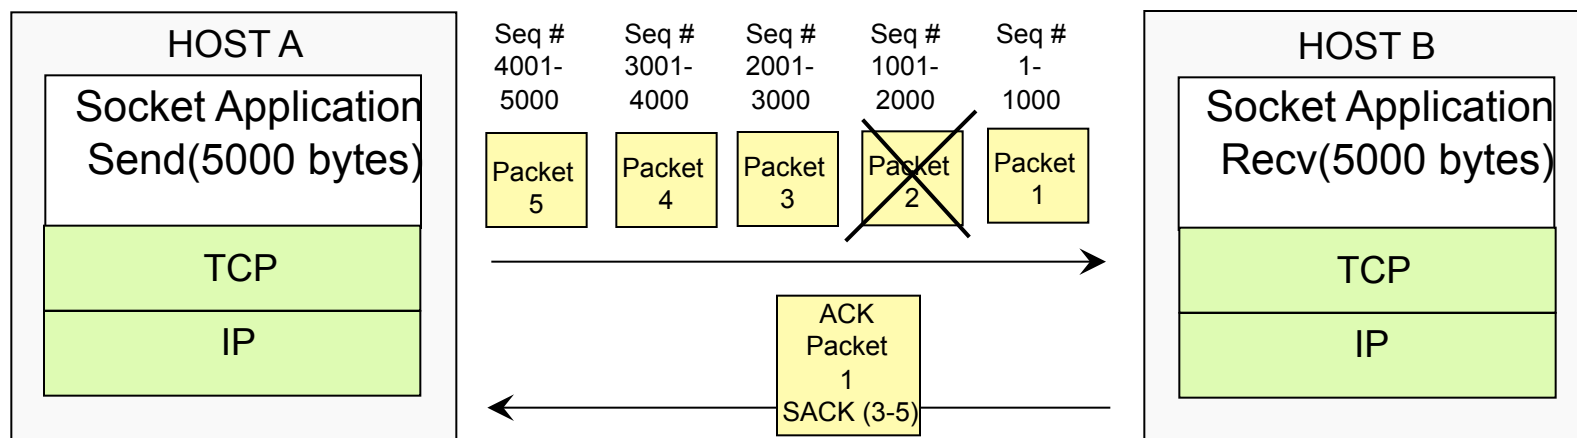 HOST A
Socket Application
Send(5000 bytes)
TCP
IP
Seq #
4001-
5000
Seq #
3001-
4000
Seq #
2001-
3000
Seq #
1001-
2000
Seq #
1-
1000
Packet
5
Packet
4
Packet
3
Packet
2
Packet
1
ACK
Packet
1
SACK (3-5)
HOST B
Socket Application
Recv(5000 bytes)
TCP
IP